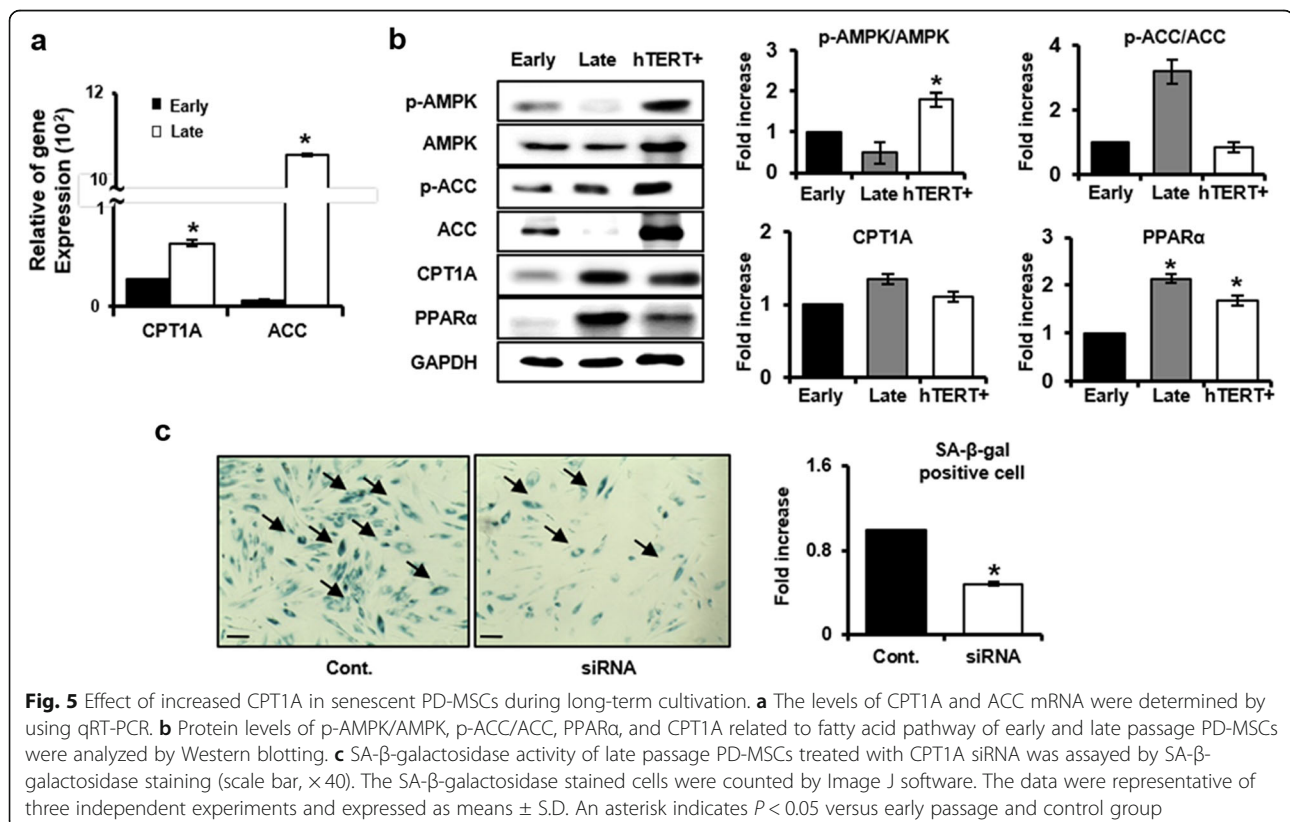 a
12
Early
Late
*
*
10
1
0
Relative of gene
Expression (10²)
CPT1A
ACC
b
Early Late hTERT+
p-AMPK
AMPK
p-ACC
ACC
CPT1A
PPARα
GAPDH
p-AMPK/AMPK
3
2
1
0
Fold increase
*
Early Late hTERT+
p-ACC/ACC
4
2
0
Fold increase
Early Late hTERT+
CPT1A
2
1
0
Fold increase
Early Late hTERT+
PPARα
3
2
1
0
Fold increase
*
*
Early Late hTERT+
c
Cont.
siRNA
SA-β-gal
positive cell
1.6
0.8
0
Fold increase
*
Cont. siRNA
Fig. 5 Effect of increased CPT1A in senescent PD-MSCs during long-term cultivation. a The levels of CPT1A and ACC mRNA were determined by
using qRT-PCR. b Protein levels of p-AMPK/AMPK, p-ACC/ACC, PPARα, and CPT1A related to fatty acid pathway of early and late passage PD-MSCs
were analyzed by Western blotting. c SA-β-galactosidase activity of late passage PD-MSCs treated with CPT1A siRNA was assayed by SA-β-
galactosidase staining (scale bar, × 40). The SA-β-galactosidase stained cells were counted by Image J software. The data were representative of
three independent experiments and expressed as means ± S.D. An asterisk indicates P < 0.05 versus early passage and control group